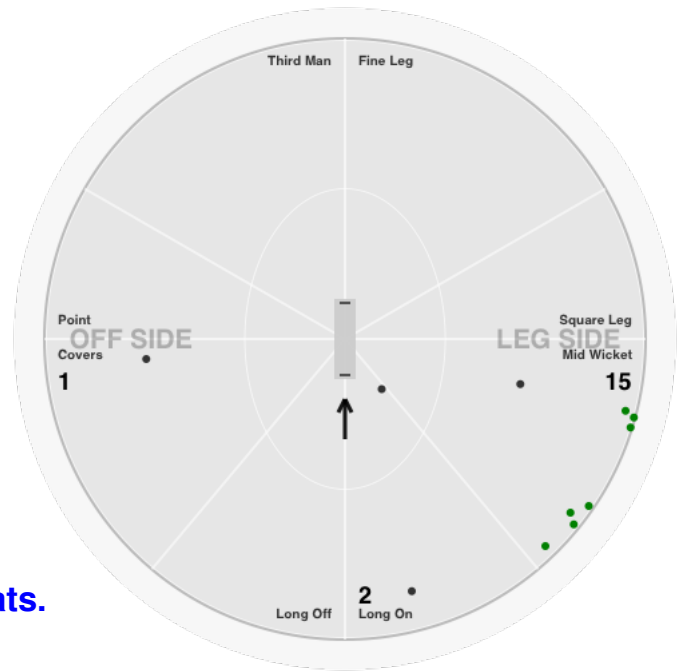 Third Man
Fine Leg
Point
OFF SIDE
Covers
1
Square Leg
LEG SIDE
Mid Wicket
15
2
Long Off
Long On